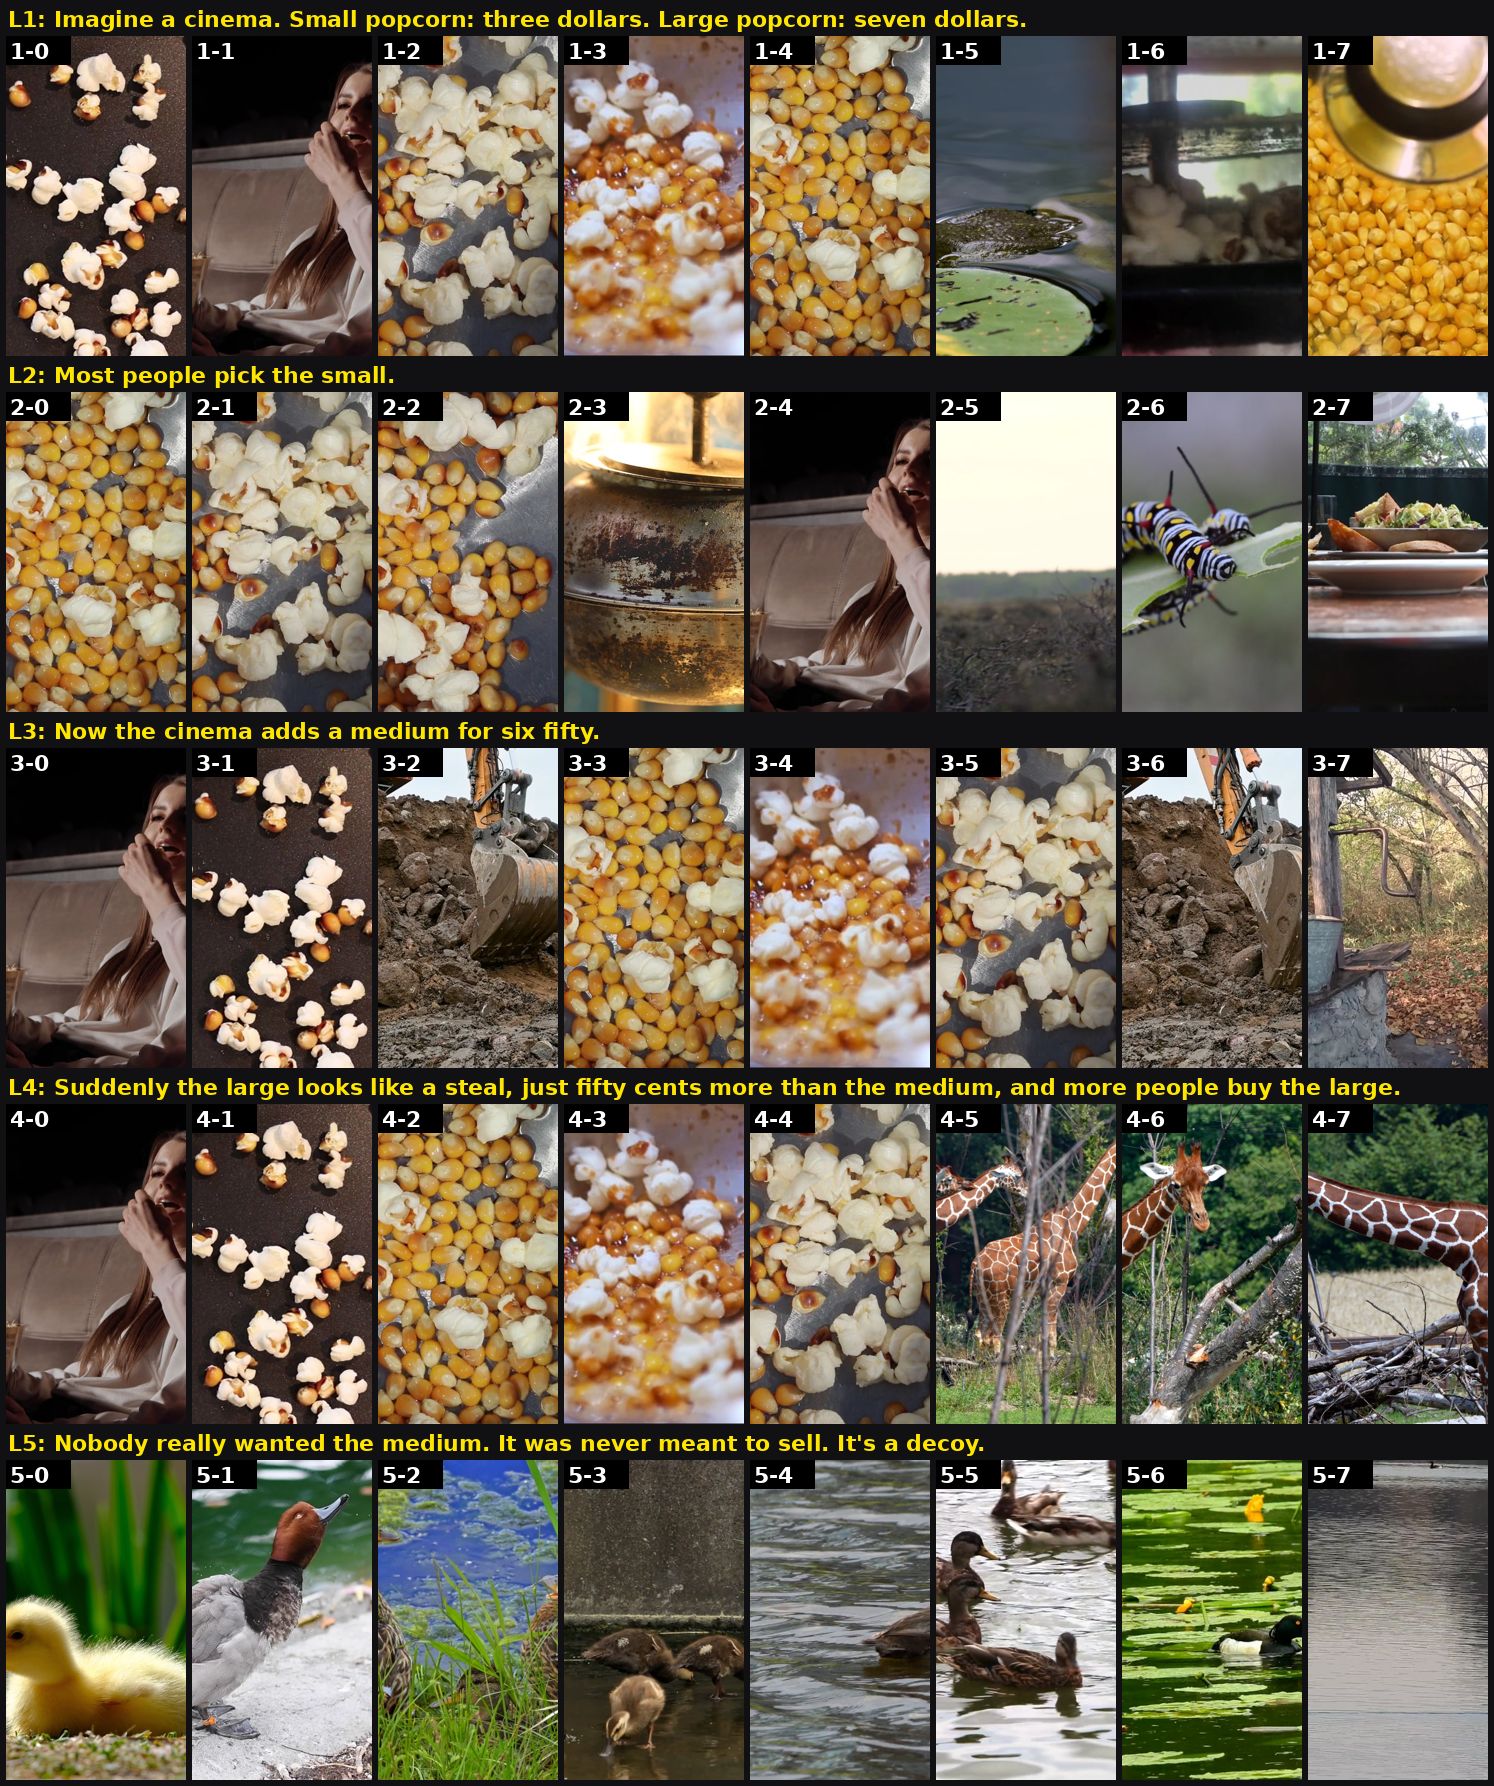 L1: Imagine a cinema. Small popcorn: three dollars. Large popcorn: seven dollars.
1-0 1-1 1-2 1-3 1-4 1-5 1-6 1-7
L2: Most people pick the small.
2-0 2-1 2-2 2-3 2-4 2-5 2-6 2-7
L3: Now the cinema adds a medium for six fifty.
3-0 3-1 3-2 3-3 3-4 3-5 3-6 3-7
L4: Suddenly the large looks like a steal, just fifty cents more than the medium, and more people buy the large.
4-0 4-1 4-2 4-3 4-4 4-5 4-6 4-7
L5: Nobody really wanted the medium. It was never meant to sell. It's a decoy.
5-0 5-1 5-2 5-3 5-4 5-5 5-6 5-7